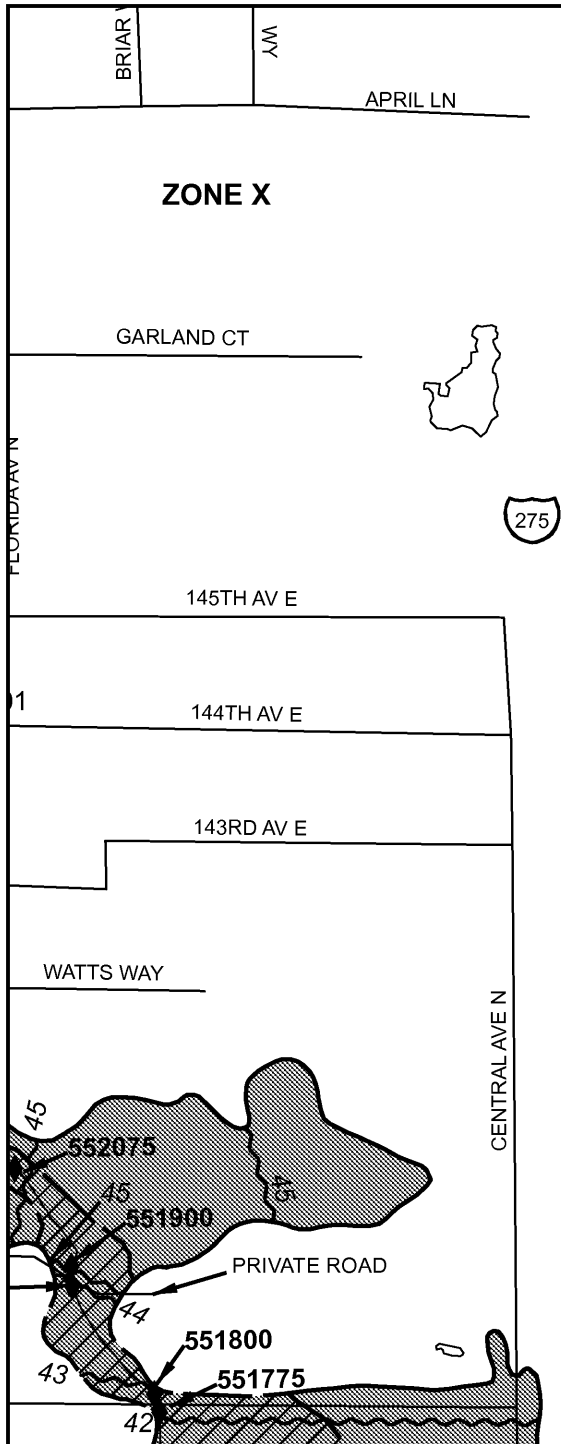 BRIAR
WY
APRIL LN
ZONE X
GARLAND CT
FLORIDA AV N
275
145TH AV E
144TH AV E
143RD AV E
WATTS WAY
CENTRAL AVE N
45
552075
45
45
551900
PRIVATE ROAD
44
551800
43
551775
42